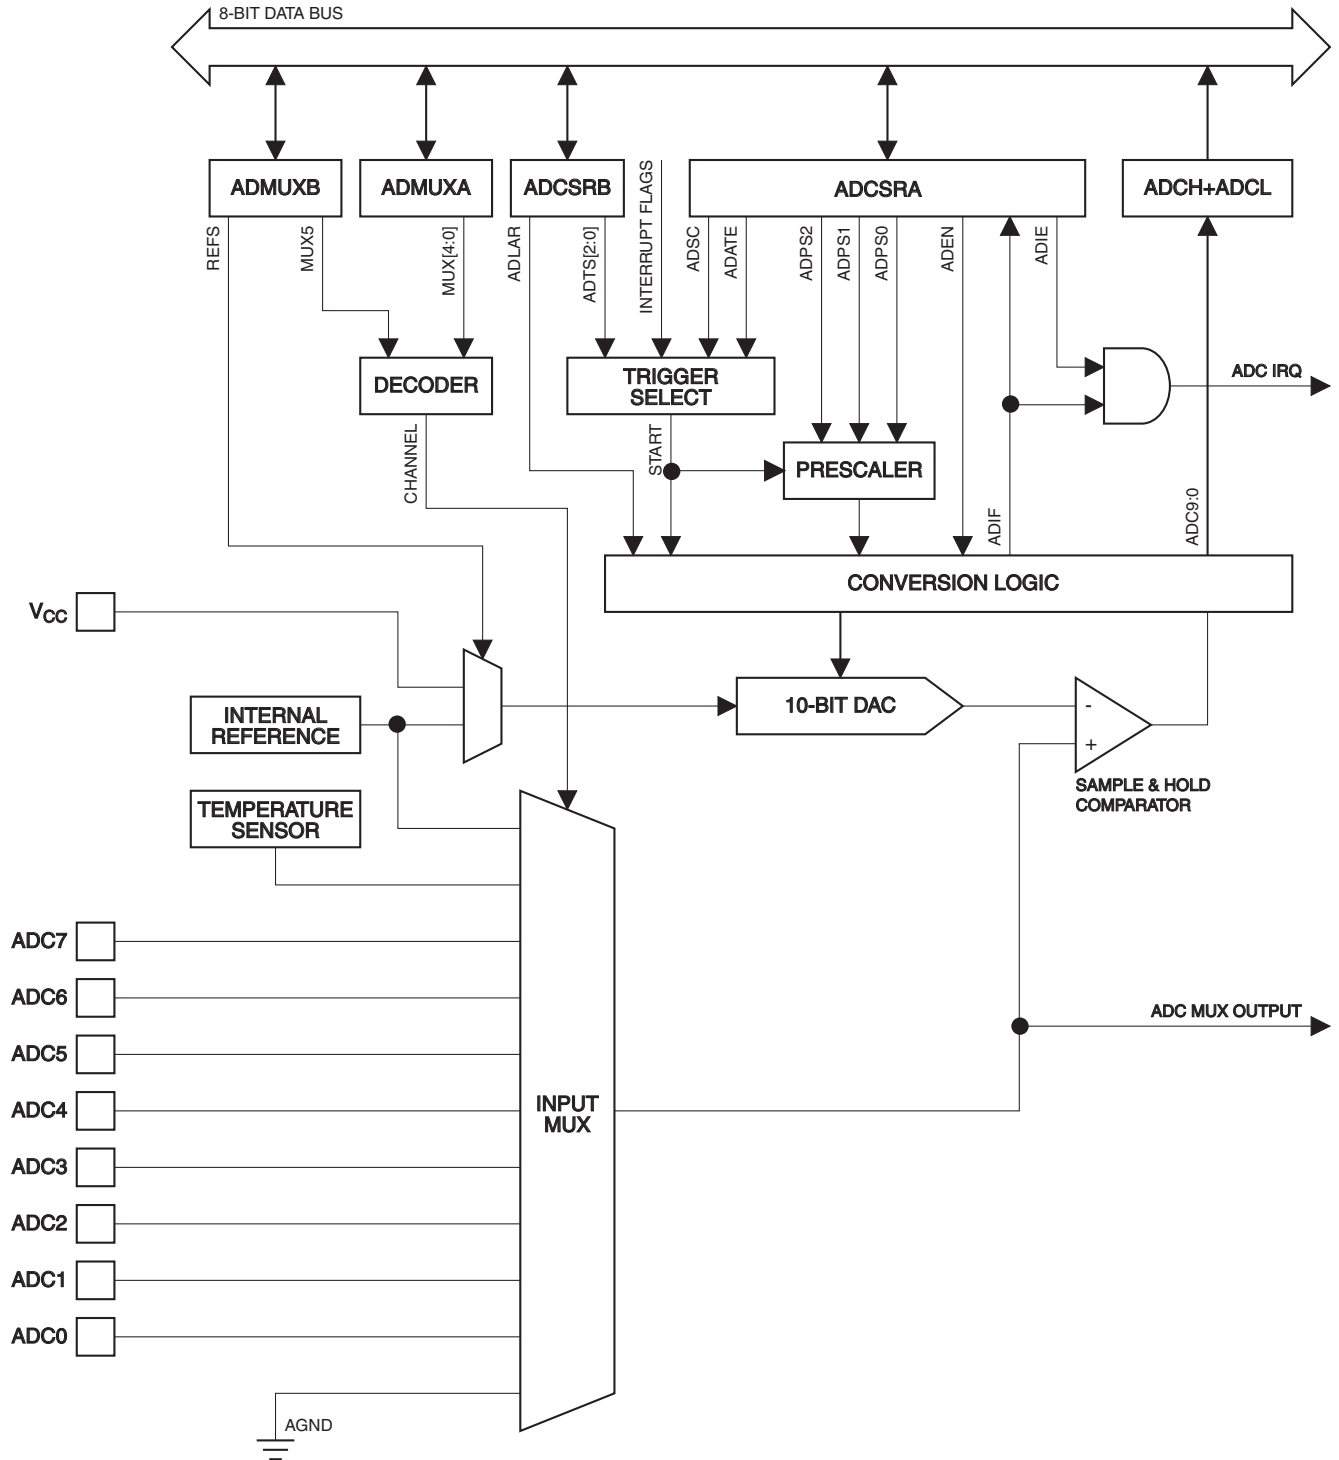 8-BIT DATA BUS
ADMUXB
ADMUXA
ADCSRB
INTERRUPT FLAGS
ADCSRA
ADCH+ADCL
REFS
MUX5
MUX[4:0]
ADLAR
ADTS[2:0]
ADSC
ADATE
ADPS2
ADPS1
ADPS0
ADEN
ADIE
DECODER
TRIGGER
SELECT
ADC IRQ
CHANNEL
START
PRESCALER
ADIF
ADC9:0
CONVERSION LOGIC
VCC
INTERNAL
REFERENCE
10-BIT DAC
-
+
SAMPLE & HOLD
COMPARATOR
TEMPERATURE
SENSOR
ADC7
ADC6
ADC5
ADC4
ADC3
ADC2
ADC1
ADC0
INPUT
MUX
ADC MUX OUTPUT
AGND